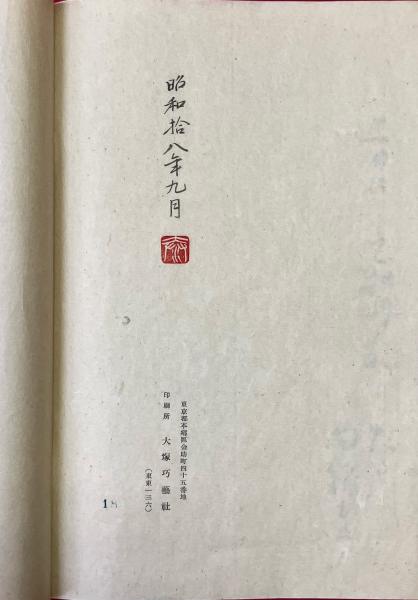 昭和拾八年九月
東京都本郷區金助町四十五番地
印刷所 大塚巧藝社
（東東一三六）
18